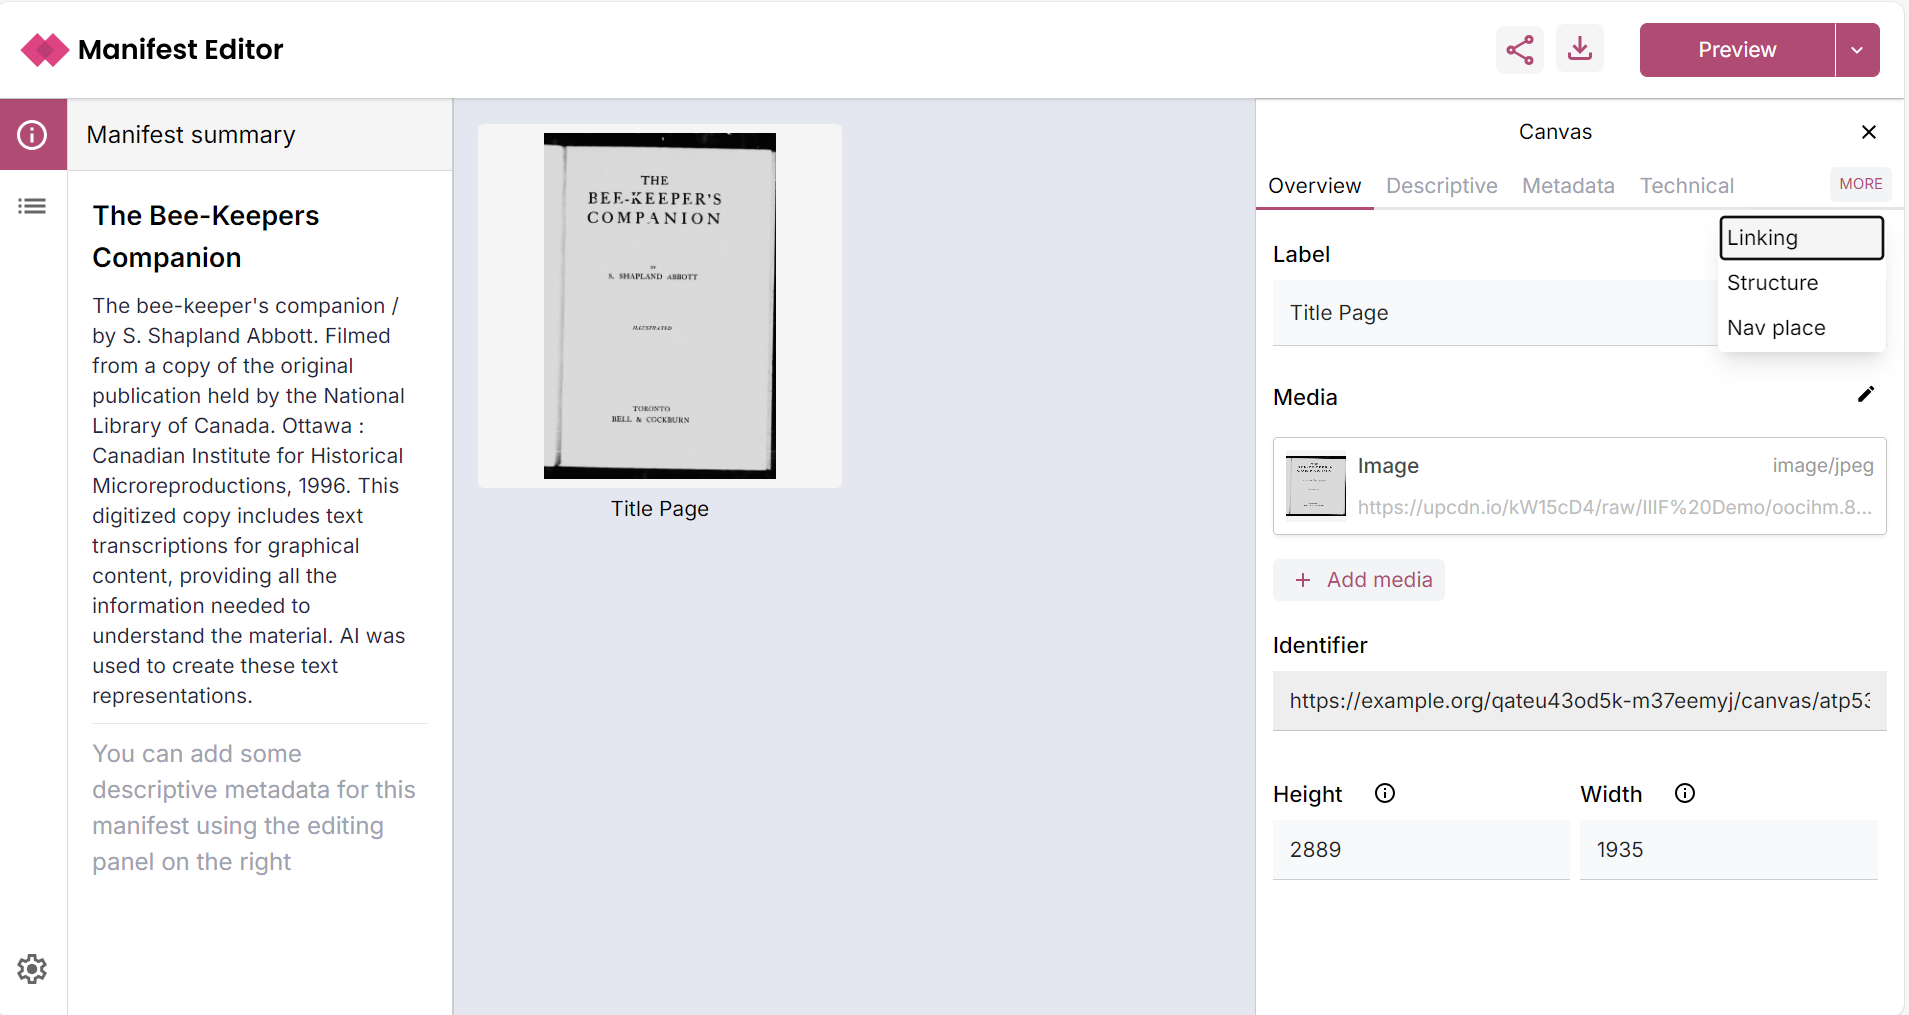 Manifest Editor
Preview
Manifest summary
The Bee-Keepers
Companion
The bee-keeper's companion /
by S. Shapland Abbott. Filmed
from a copy of the original
publication held by the National
Library of Canada. Ottawa :
Canadian Institute for Historical
Microreproductions, 1996. This
digitized copy includes text
transcriptions for graphical
content, providing all the
information needed to
understand the material. AI was
used to create these text
representations.
You can add some
descriptive metadata for this
manifest using the editing
panel on the right
THE
BEE-KEEPER'S
COMPANION
BY
S. SHAPLAND ABBOTT
ILLUSTRATED
TORONTO
BELL & COCKBURN
Title Page
Canvas
Overview Descriptive Metadata Technical MORE
Linking
Structure
Nav place
Label
Title Page
Media
Image image/jpeg
https://upcdn.io/kW15cD4/raw/IIIF%20Demo/oocihm.8...
+ Add media
Identifier
https://example.org/qateu43od5k-m37eemyj/canvas/atp53
Height Width
2889 1935